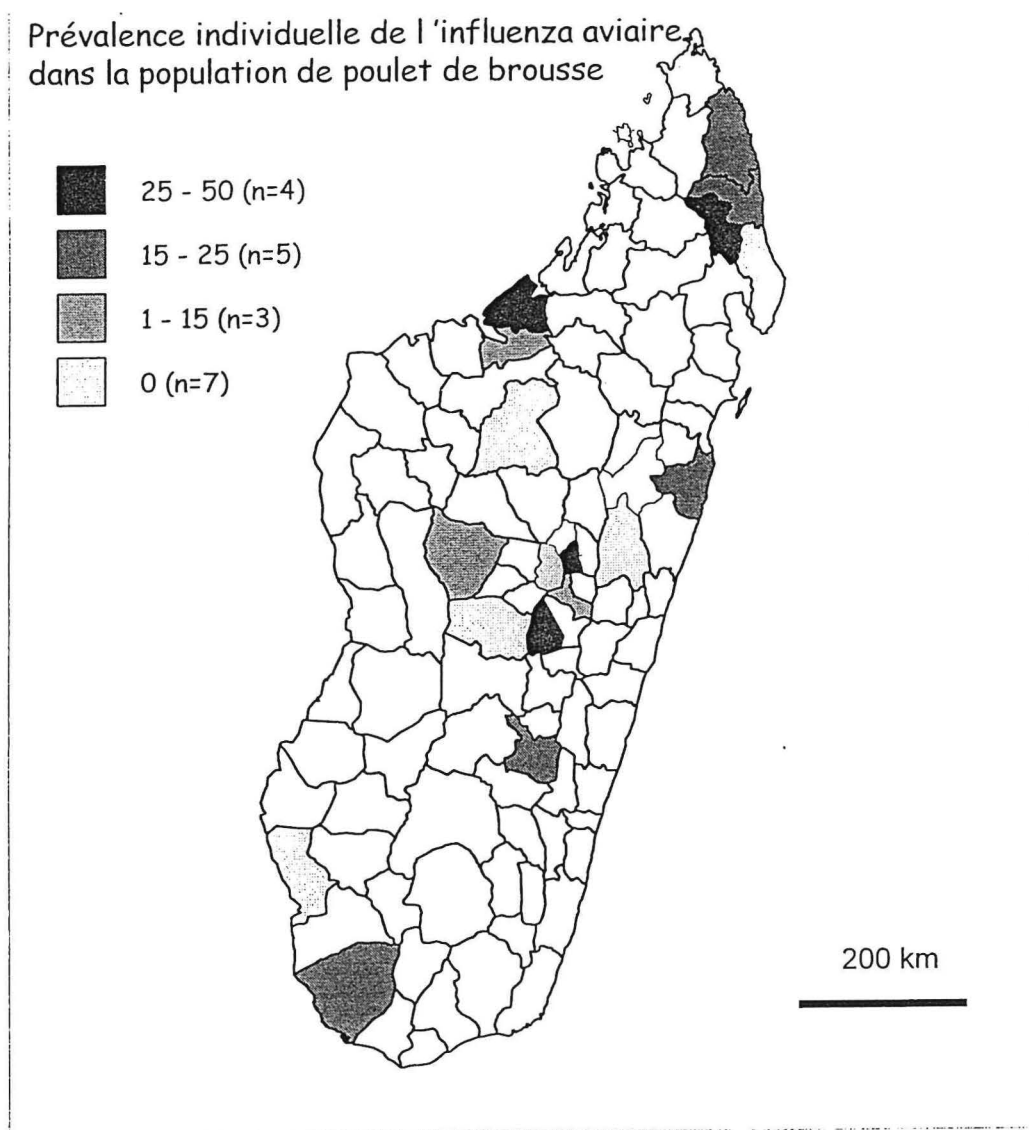 Prévalence individuelle de l 'influenza aviaire
dans la population de poulet de brousse
25 - 50 (n=4)
15 - 25 (n=5)
1 - 15 (n=3)
0 (n=7)
200 km